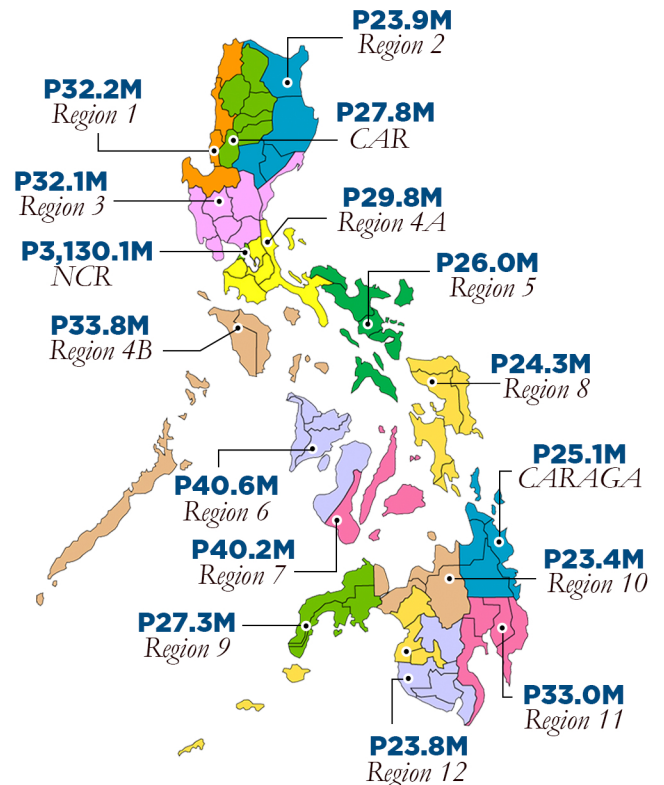 P23.9M
Region 2
P32.2M
Region 1
P27.8M
CAR
P32.1M
Region 3
P29.8M
Region 4A
P3,130.1M
NCR
P26.0M
Region 5
P33.8M
Region 4B
P24.3M
Region 8
P25.1M
CARAGA
P40.6M
Region 6
P40.2M
Region 7
P23.4M
Region 10
P27.3M
Region 9
P33.0M
Region 11
P23.8M
Region 12